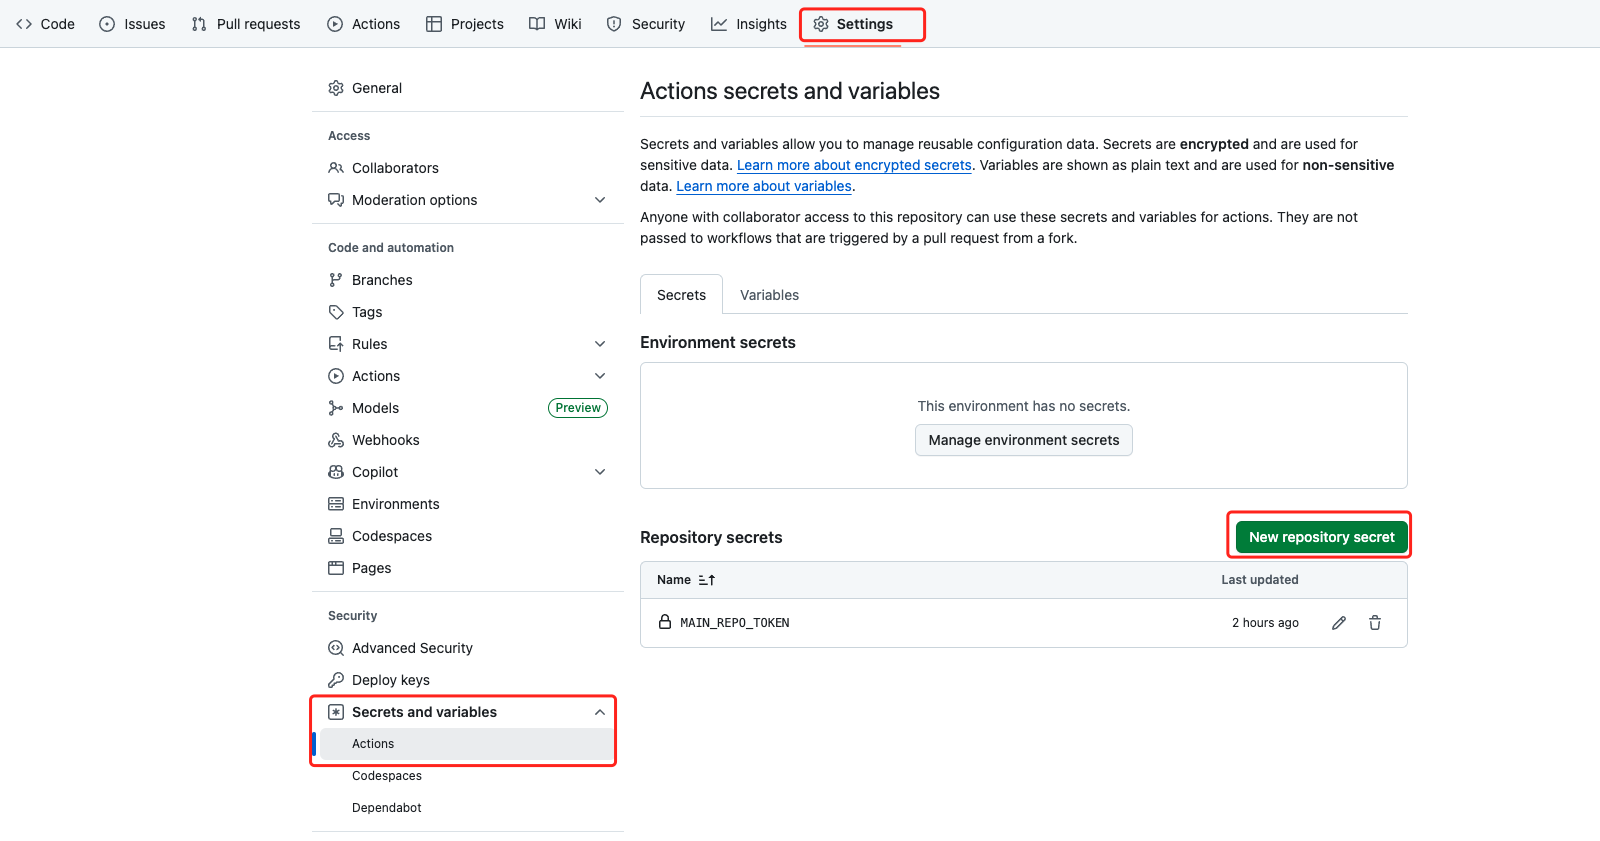 Code Issues Pull requests Actions Projects Wiki Security Insights Settings
General
Access
Collaborators
Moderation options
Code and automation
Branches
Tags
Rules
Actions
Models Preview
Webhooks
Copilot
Environments
Codespaces
Pages
Security
Advanced Security
Deploy keys
Secrets and variables
Actions
Codespaces
Dependabot
Actions secrets and variables
Secrets and variables allow you to manage reusable configuration data. Secrets are encrypted and are used for
sensitive data. Learn more about encrypted secrets. Variables are shown as plain text and are used for non-sensitive
data. Learn more about variables.
Anyone with collaborator access to this repository can use these secrets and variables for actions. They are not
passed to workflows that are triggered by a pull request from a fork.
Secrets Variables
Environment secrets
This environment has no secrets.
Manage environment secrets
Repository secrets New repository secret
Name Last updated
MAIN_REPO_TOKEN 2 hours ago